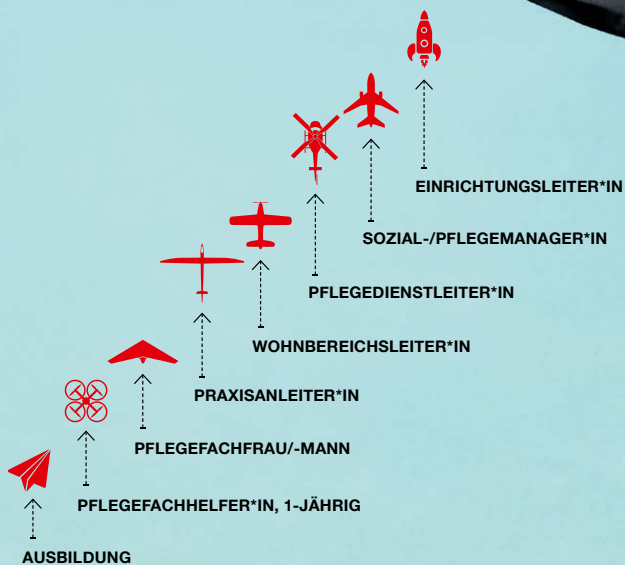 EINRICHTUNGSLEITER*IN
SOZIAL-/PFLEGEMANAGER*IN
PFLEGEDIENSTLEITER*IN
WOHNBEREICHSLEITER*IN
PRAXISANLEITER*IN
PFLEGEFACHFRAU/-MANN
PFLEGEFACHHELFER*IN, 1-JÄHRIG
AUSBILDUNG